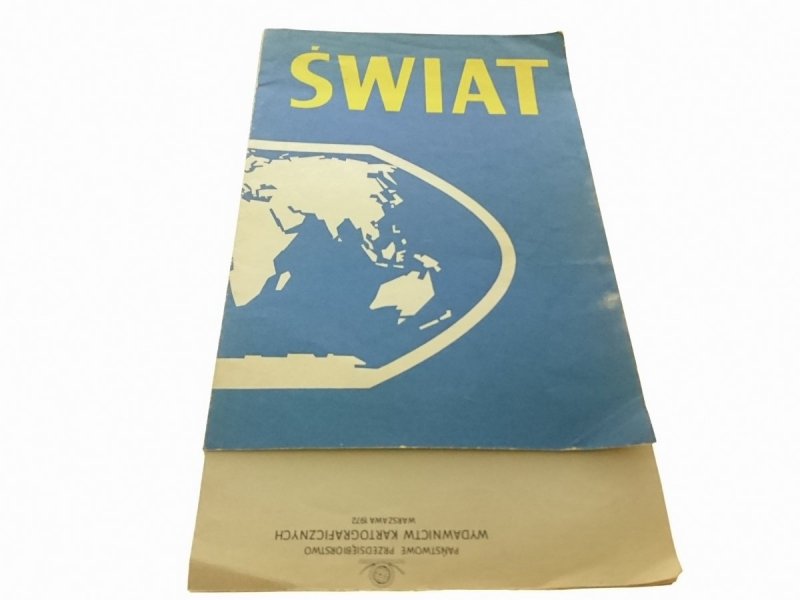 ŚWIAT
PAŃSTWOWE PRZEDSIĘBIORSTWO
WYDAWNICTW KARTOGRAFICZNYCH
WARSZAWA 1972